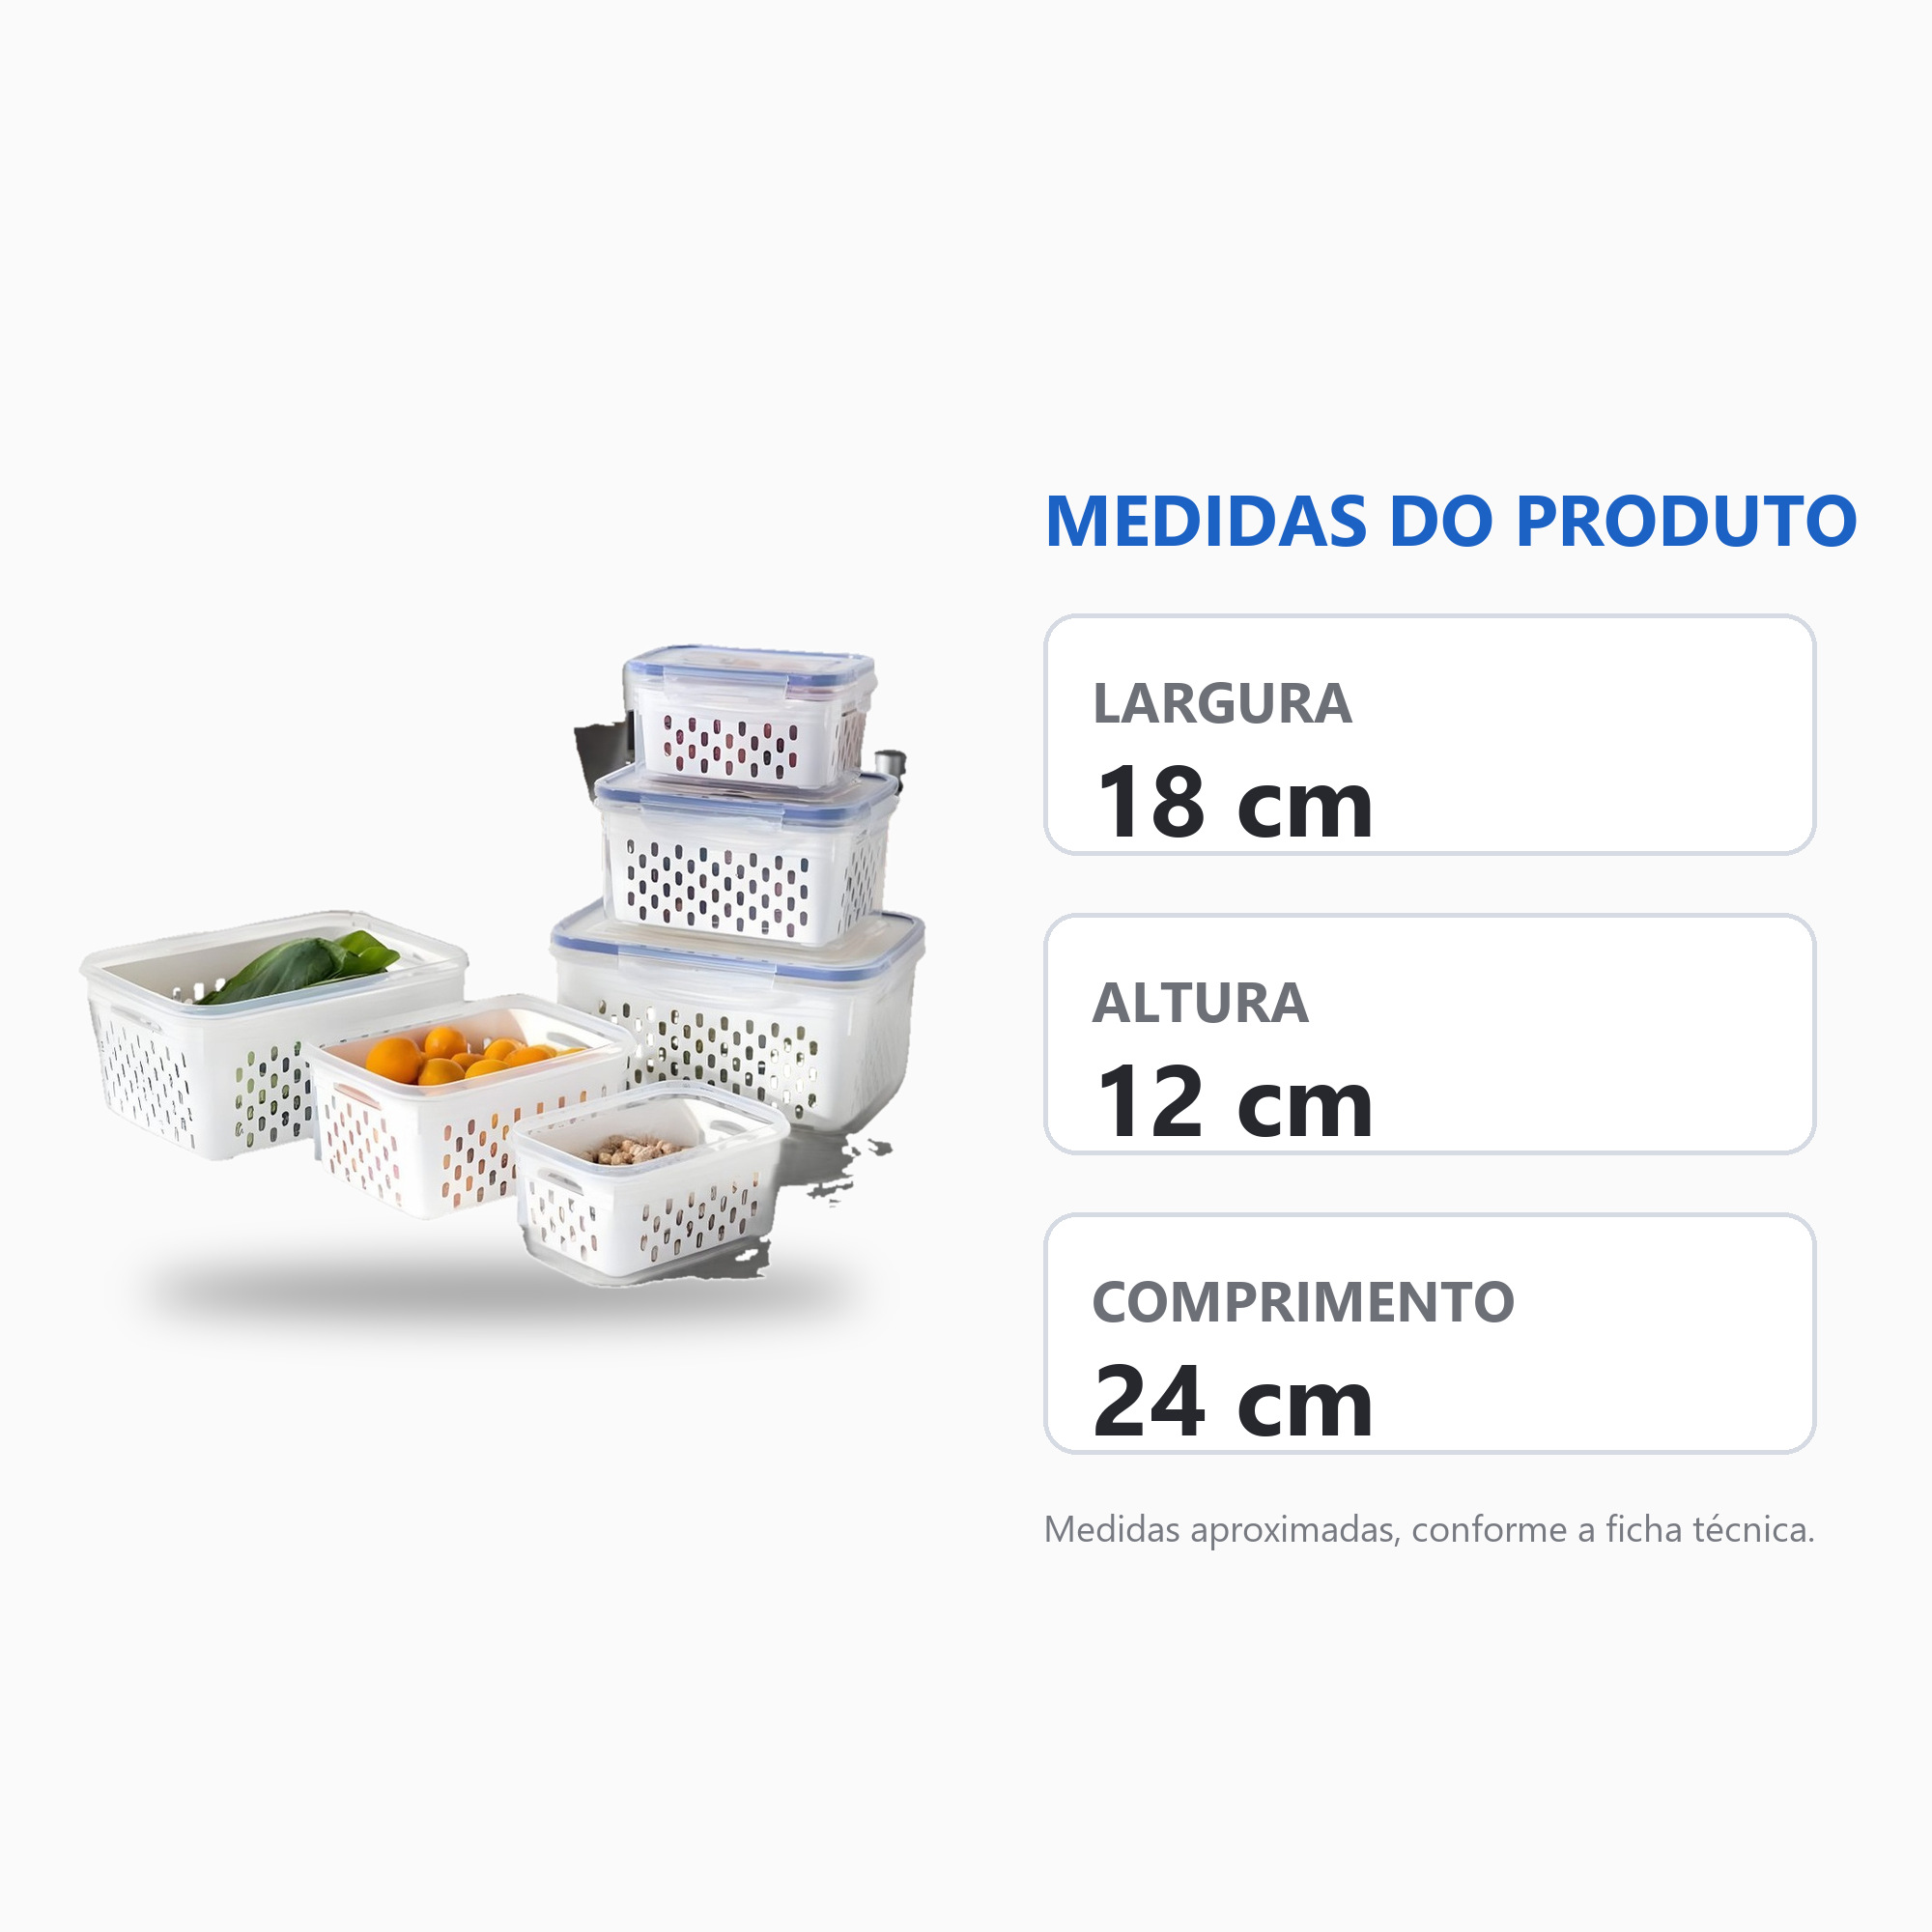 MEDIDAS DO PRODUTO
LARGURA
18 cm
ALTURA
12 cm
COMPRIMENTO
24 cm
Medidas aproximadas, conforme a ficha técnica.